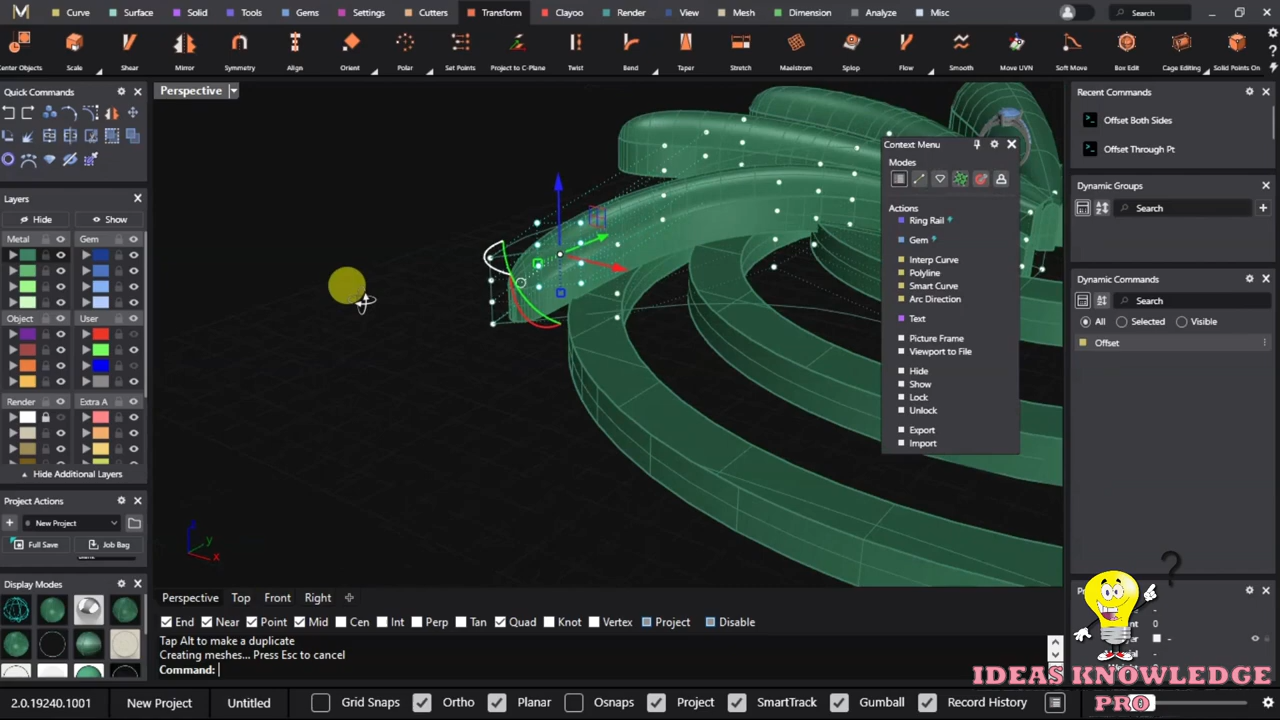 Curve Surface Solid Tools Gems Settings Cutters Transform Clayoo Render View Mesh Dimension Analyze Misc Search
Center Objects Scale Shear Mirror Symmetry Align Orient Polar Set Points Project to C-Plane Twist Bend Taper Stretch Maelstrom Splop Flow Smooth Move UVN Soft Move Box Edit Cage Editing Solid Points On
Quick Commands
Layers
Hide Show
Metal Gem
Object User
Render Extra A
Hide Additional Layers
Project Actions
New Project
Full Save Job Bag
Display Modes
Perspective
z
y
x
Context Menu
Modes
Actions
Ring Rail
Gem
Interp Curve
Polyline
Smart Curve
Arc Direction
Text
Picture Frame
Viewport to File
Hide
Show
Lock
Unlock
Export
Import
Recent Commands
Offset Both Sides
Offset Through Pt
Dynamic Groups
Search
Dynamic Commands
Search
All Selected Visible
Offset
?
IDEAS KNOWLEDGE
PRO
Perspective Top Front Right
End Near Point Mid Cen Int Perp Tan Quad Knot Vertex Project Disable
Tap Alt to make a duplicate
Creating meshes... Press Esc to cancel
Command:
2.0.19240.1001 New Project Untitled Grid Snaps Ortho Planar Osnaps Project SmartTrack Gumball Record History